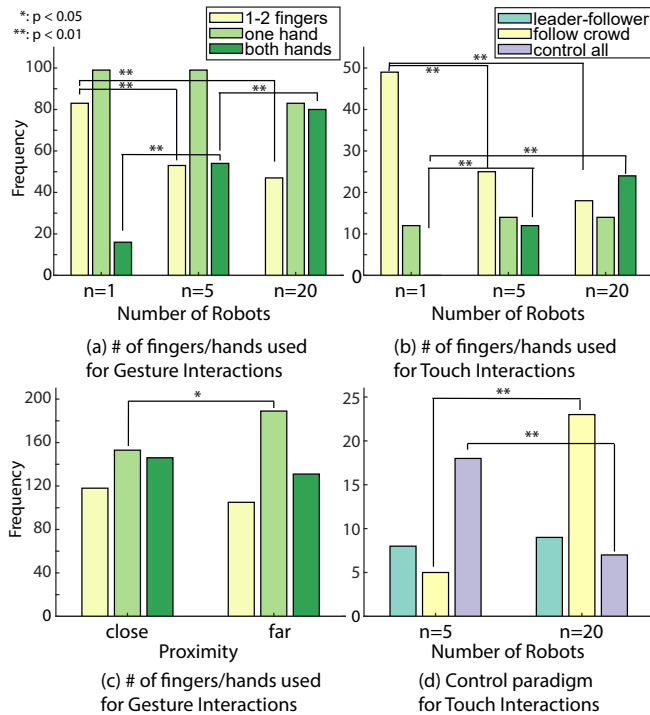 *: p < 0.05
**: p < 0.01
1-2 fingers
one hand
both hands
100
80
60
40
20
0
Frequency
**
**
**
**
n=1 n=5 n=20
Number of Robots
(a) # of fingers/hands used
for Gesture Interactions
leader-follower
follow crowd
control all
50
40
30
20
10
0
**
**
**
**
n=1 n=5 n=20
Number of Robots
(b) # of fingers/hands used
for Touch Interactions
200
160
120
80
40
0
Frequency
*
close far
Proximity
(c) # of fingers/hands used
for Gesture Interactions
25
20
15
10
5
0
**
**
n=5 n=20
Number of Robots
(d) Control paradigm
for Touch Interactions